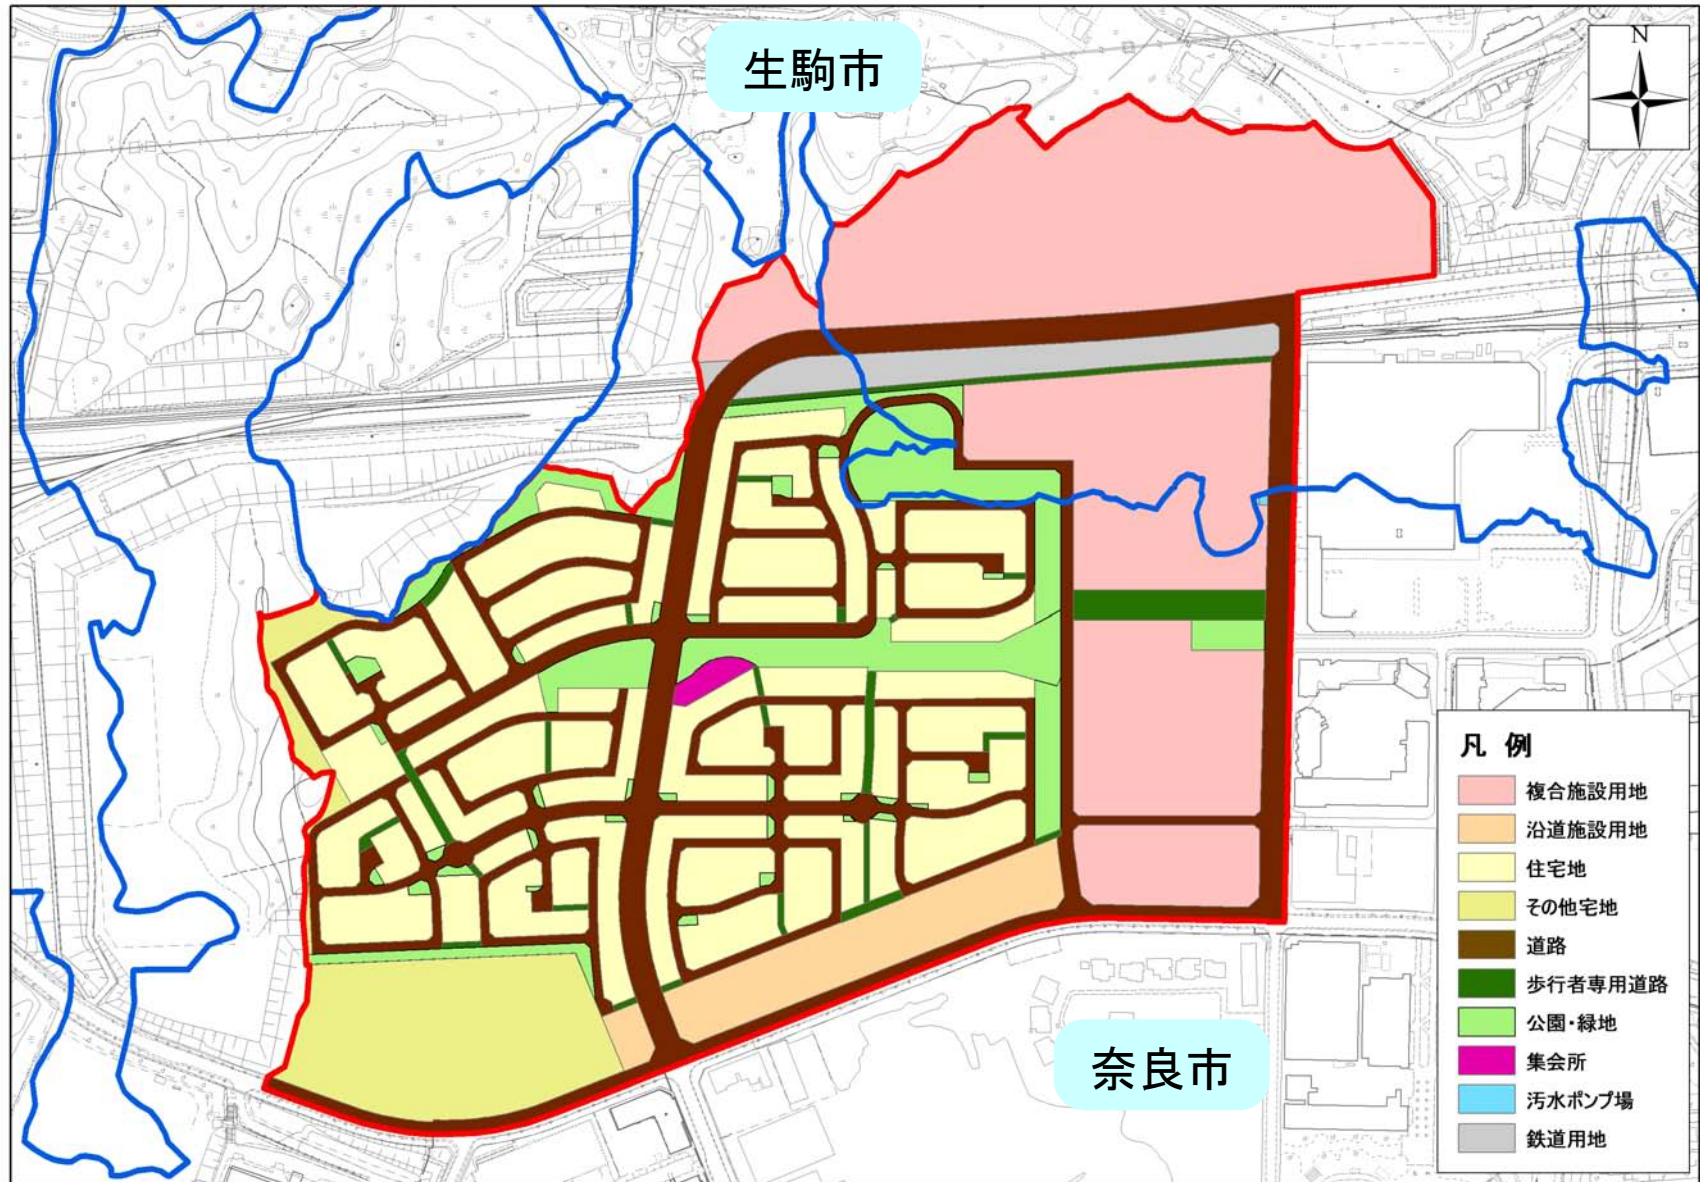 生駒市
N
奈良市
凡 例
複合施設用地
沿道施設用地
住宅地
その他宅地
道路
歩行者専用道路
公園・緑地
集会所
汚水ポンプ場
鉄道用地